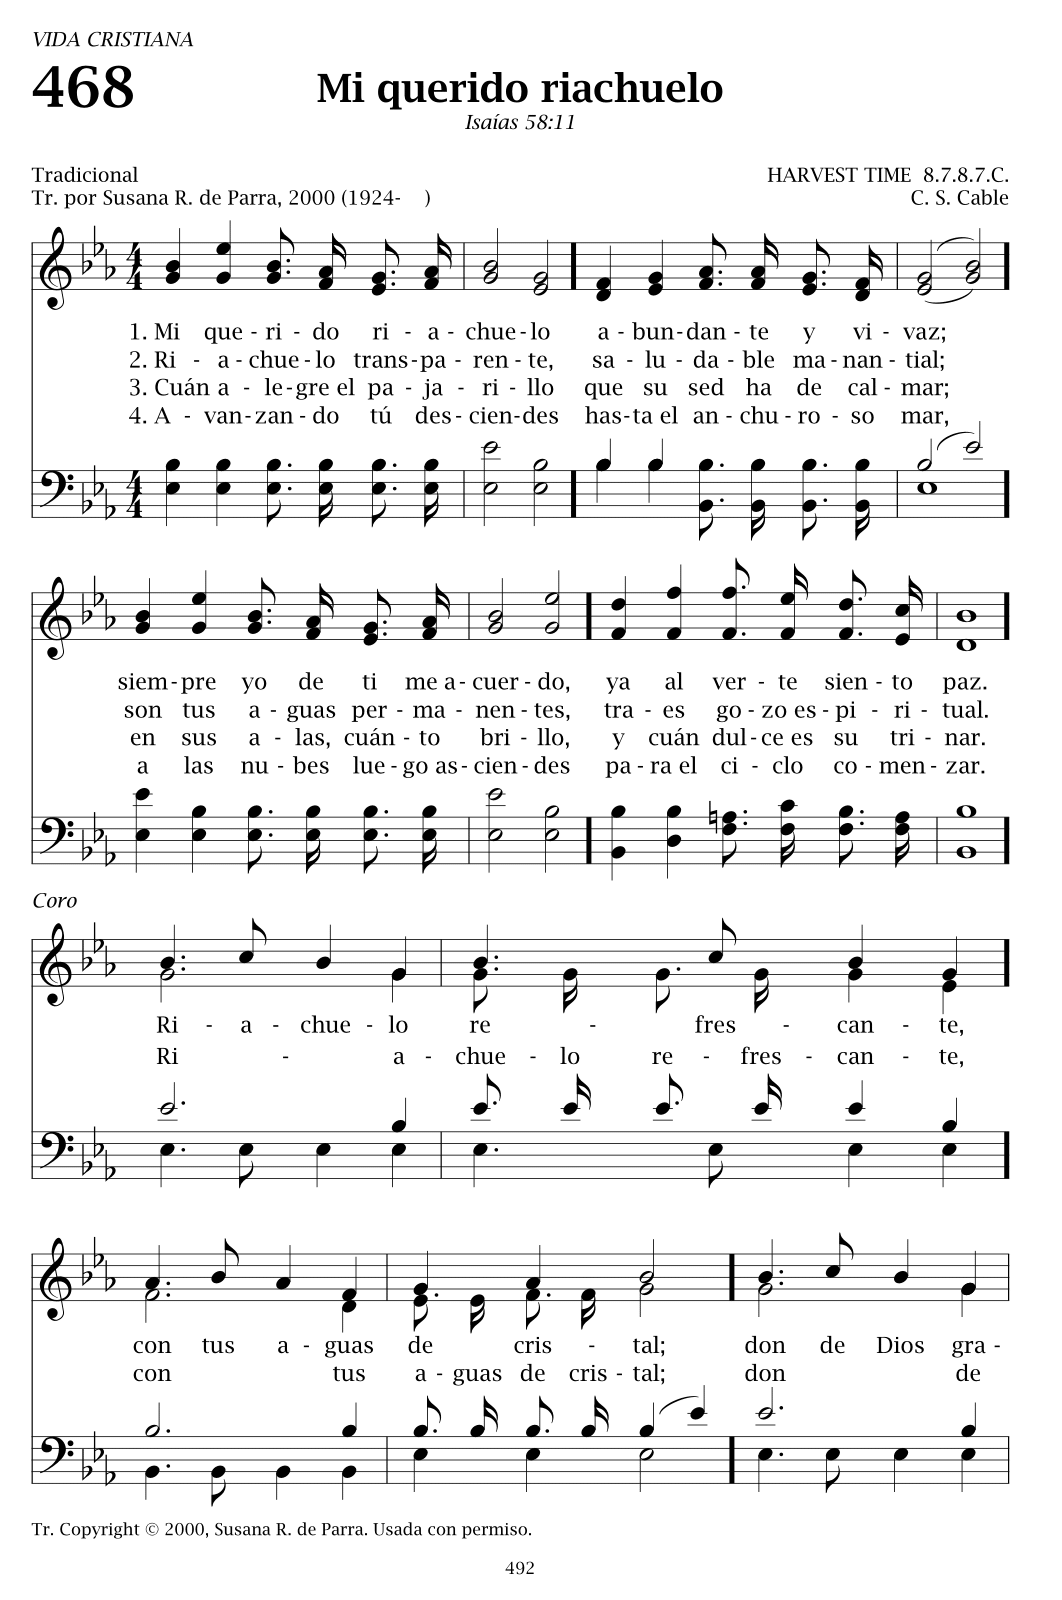 VIDA CRISTIANA
468
Mi querido riachuelo
Isaías 58:11
Tradicional
HARVEST TIME 8.7.8.7.C.
Tr. por Susana R. de Parra, 2000 (1924- )
C. S. Cable
1. Mi que - ri - do ri - a - chue - lo a - bun - dan - te y vi - vaz;
2. Ri - a - chue - lo trans - pa - ren - te, sa - lu - da - ble ma - nan - tial;
3. Cuán a - le - gre el pa - ja - ri - llo que su sed ha de cal - mar;
4. A - van - zan - do tú des - cien - des has - ta el an - chu - ro - so mar,
siem - pre yo de ti me a - cuer - do, ya al ver - te sien - to paz.
son tus a - guas per - ma - nen - tes, tra - es go - zo es - pi - ri - tual.
en sus a - las, cuán - to bri - llo, y cuán dul - ce es su tri - nar.
a las nu - bes lue - go as - cien - des pa - ra el ci - clo co - men - zar.
Coro
Ri - a - chue - lo re - fres - can - te,
Ri - a - chue - lo re - fres - can - te,
con tus a - guas de cris - tal; don de Dios gra -
con tus a - guas de cris - tal; don de
Tr. Copyright © 2000, Susana R. de Parra. Usada con permiso.
492